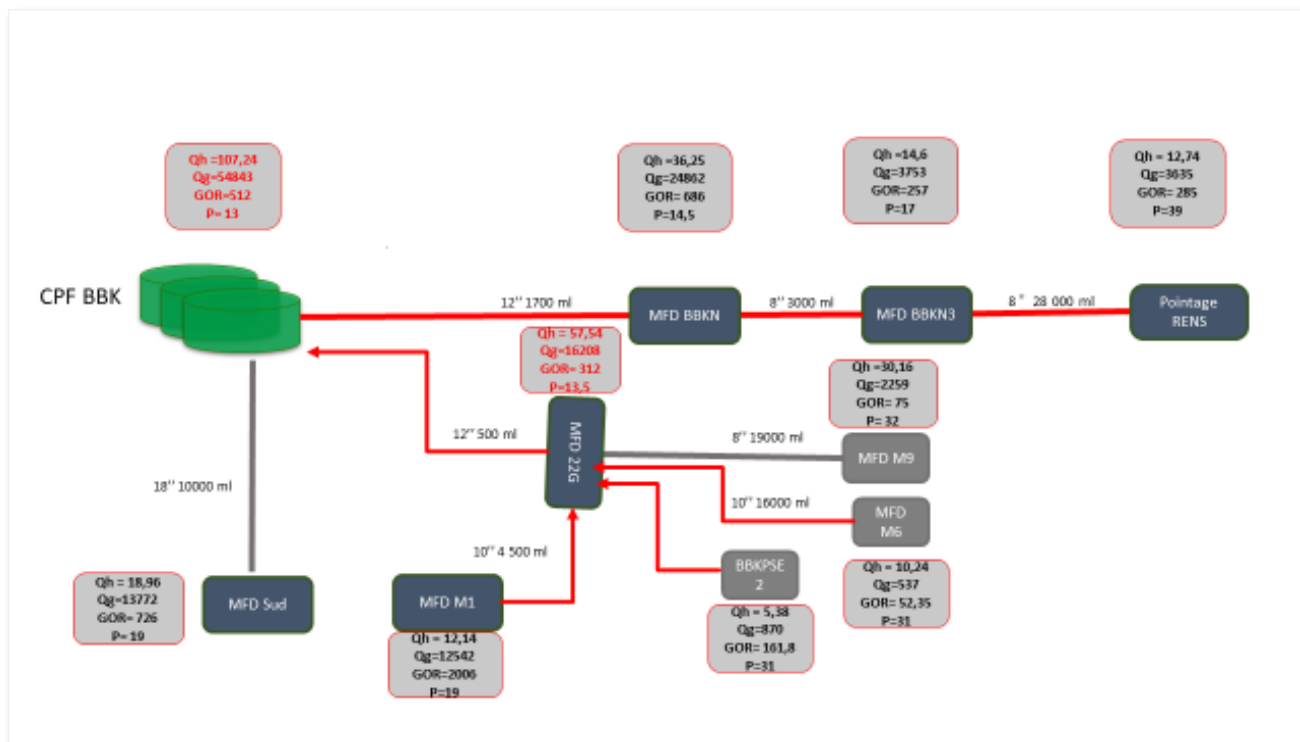 Qh =107,24
Qg=54843
GOR=512
P= 13
Qh =36,25
Qg=24862
GOR= 686
P=14,5
Qh =14,6
Qg=3753
GOR=257
P=17
Qh = 12,74
Qg=3635
GOR= 285
P=39
CPF BBK
12'' 1700 ml
MFD BBKN
8'' 3000 ml
MFD BBKN3
8 '' 28 000 ml
Pointage
RENS
Qh = 57,54
Qg=16208
GOR= 312
P=13,5
Qh =30,16
Qg=2259
GOR= 75
P= 32
12'' 500 ml
MFD 22G
8'' 19000 ml
MFD M9
18'' 10000 ml
10'' 16000 ml
MFD
M6
10'' 4 500 ml
BBKPSE
2
Qh = 18,96
Qg=13772
GOR= 726
P= 19
MFD Sud
MFD M1
Qh = 10,24
Qg=537
GOR= 52,35
P=31
Qh = 5,38
Qg=870
GOR= 161,8
P=31
Qh = 12,14
Qg=12542
GOR=2006
P=19